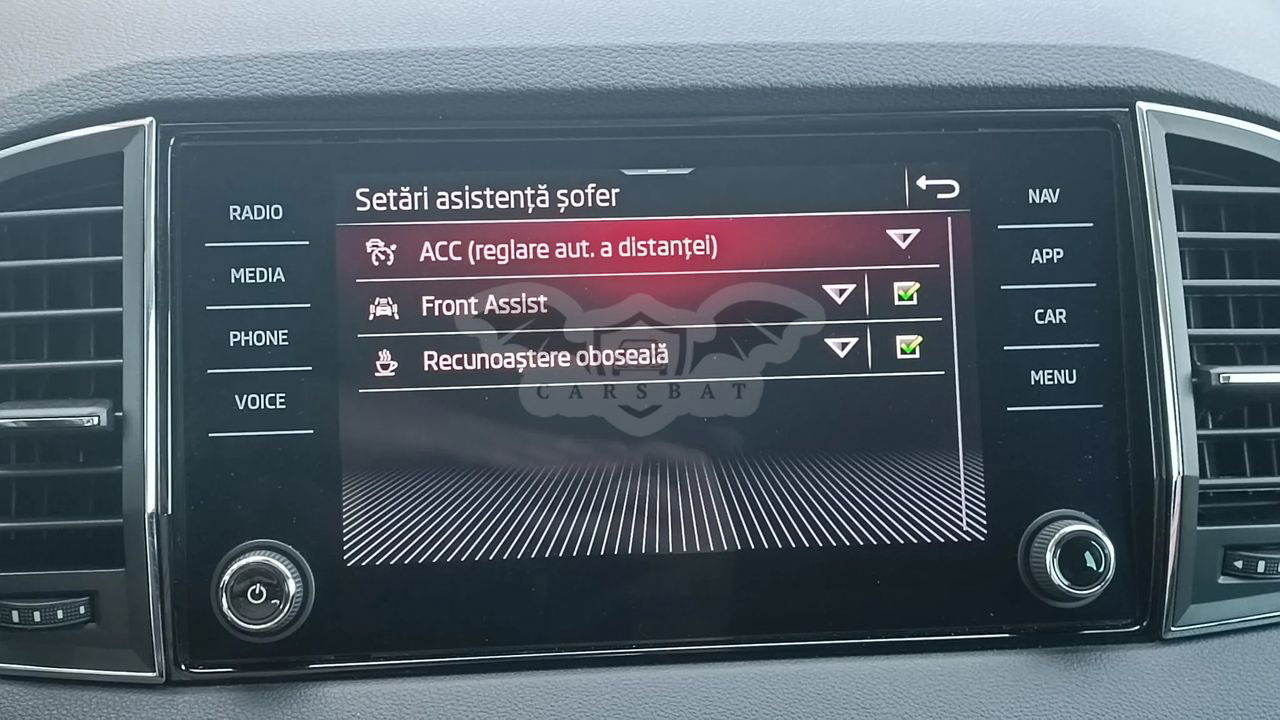 Setări asistență șofer
ACC (reglare aut. a distanței)
Front Assist
Recunoaștere oboseală
RADIO
MEDIA
PHONE
VOICE
NAV
APP
CAR
MENU
CARSBAT